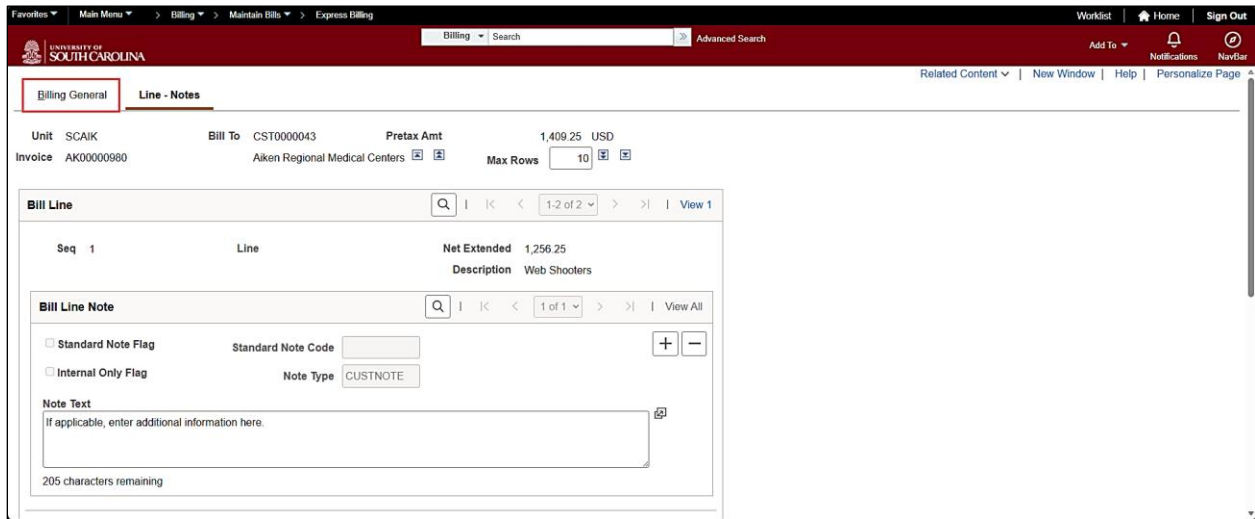 Favorites Main Menu > Billing > Maintain Bills > Express Billing Worklist Home Sign Out
UNIVERSITY OF
SOUTH CAROLINA
Billing Search Advanced Search
Add To Notifications NavBar
Related Content | New Window | Help | Personalize Page
Billing General Line - Notes
Unit SCAIK Bill To CST0000043 Pretax Amt 1,409.25 USD
Invoice AK00000980 Aiken Regional Medical Centers Max Rows 10
Bill Line 1-2 of 2 | View 1
Seq 1 Line Net Extended 1,256.25
Description Web Shooters
Bill Line Note 1 of 1 | View All
Standard Note Flag Standard Note Code
Internal Only Flag Note Type CUSTNOTE
Note Text
If applicable, enter additional information here.
205 characters remaining